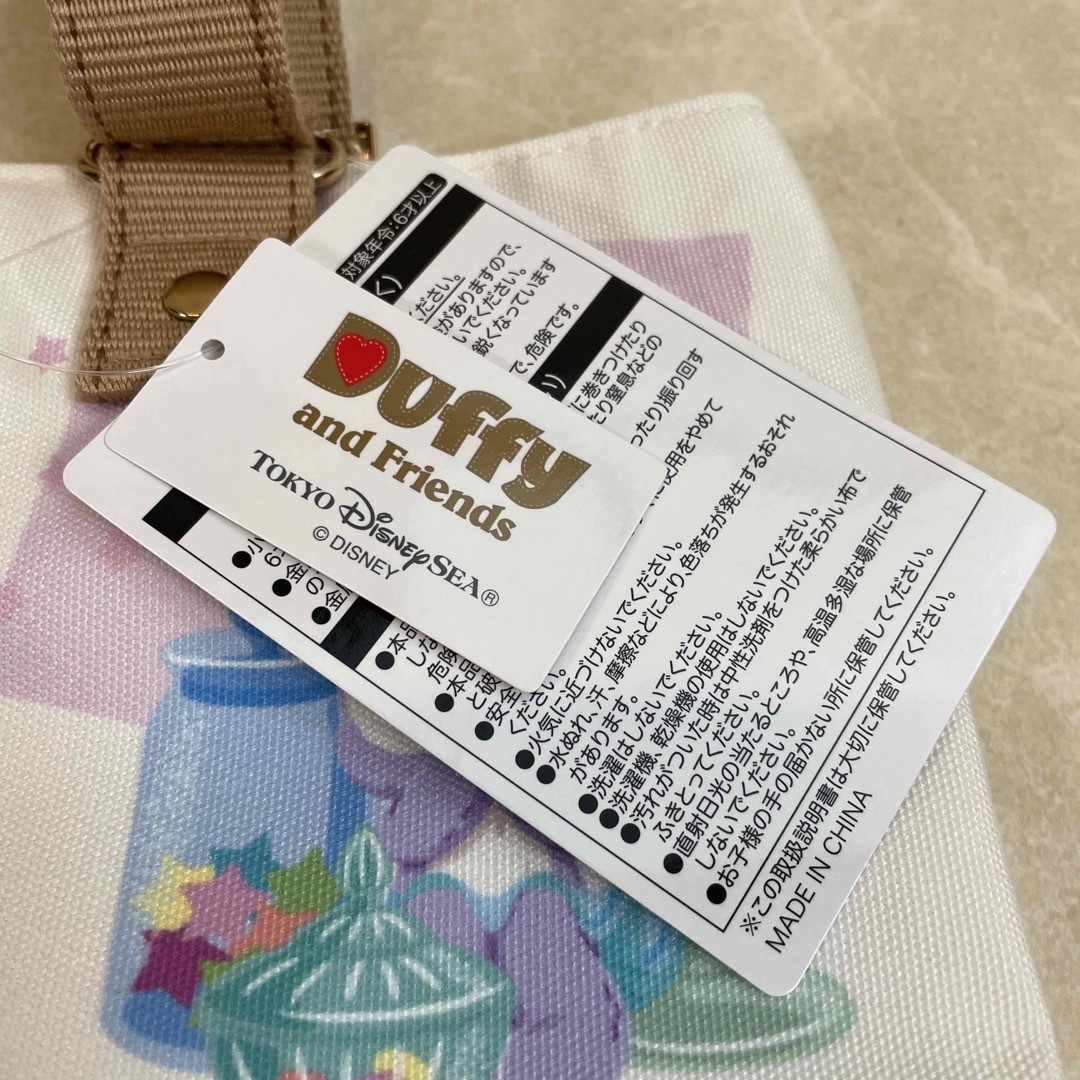 Duffy
and Friends
TOKYO DISNEYSEA®
© DISNEY
対象年令:6才以上
ください。
がありますので、
いでください。
鋭くなっています
で、危険です。
に巻きつけたり
たり窒息などの
ったり)振り回す
に使用をやめて
ください。
●火気に近づけないでください。
●水ぬれ、汗、摩擦などにより、色落ちが発生するおそれ
があります。
●洗濯はしないでください。
●洗濯機、乾燥機の使用はしないでください。
●汚れがついた時は中性洗剤をつけた柔らかい布で
ふきとってください。
●直射日光の当たるところや、高温多湿な場所に保管
しないでください。
●お子様の手の届かない所に保管してください。
※この取扱説明書は大切に保管してください。
MADE IN CHINA